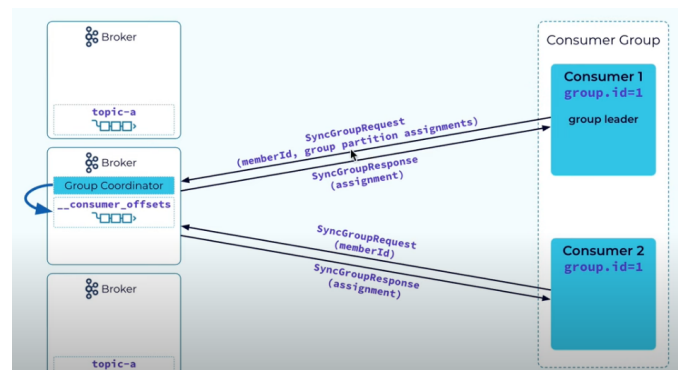 Broker
topic-a
Broker
Group Coordinator
__consumer_offsets
Broker
topic-a
SyncGroupRequest
(memberId, group partition assignments)
SyncGroupResponse
(assignment)
SyncGroupRequest
(memberId)
SyncGroupResponse
(assignment)
Consumer Group
Consumer 1
group.id=1
group leader
Consumer 2
group.id=1